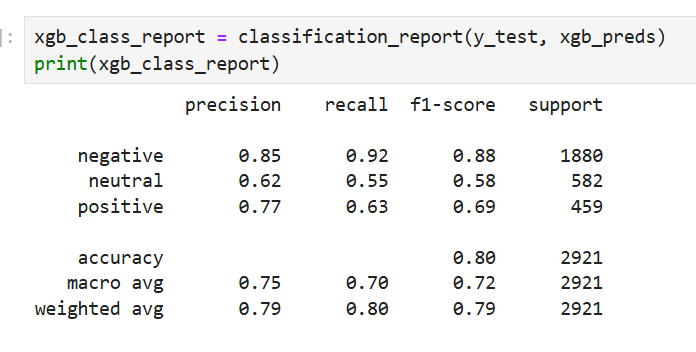 ]:
xgb_class_report = classification_report(y_test, xgb_preds)
print(xgb_class_report)
precision recall f1-score support
negative 0.85 0.92 0.88 1880
neutral 0.62 0.55 0.58 582
positive 0.77 0.63 0.69 459
accuracy 0.80 2921
macro avg 0.75 0.70 0.72 2921
weighted avg 0.79 0.80 0.79 2921